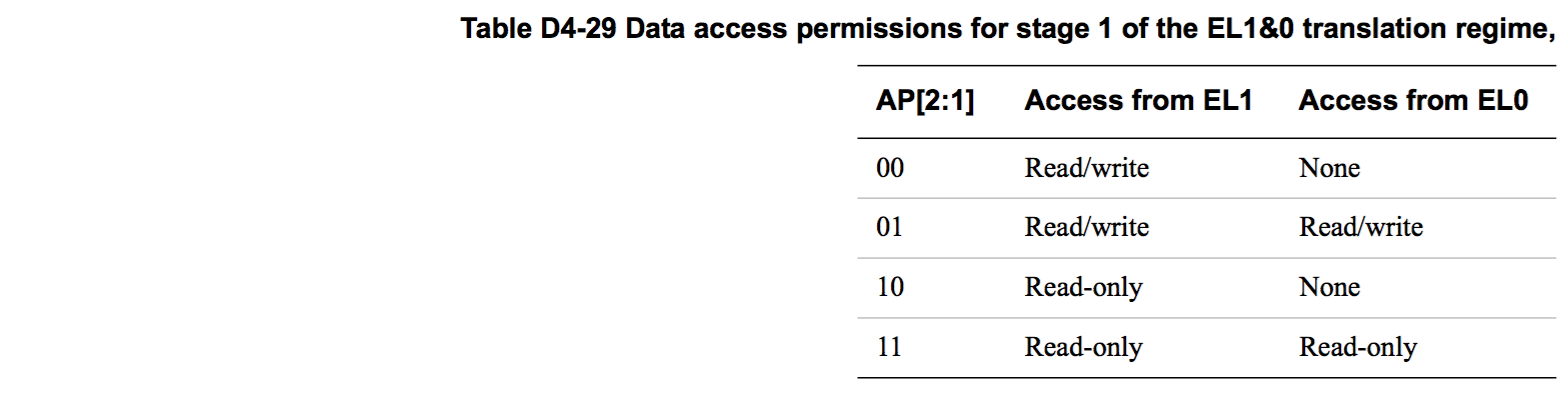 Table D4-29 Data access permissions for stage 1 of the EL1&0 translation regime,
AP[2:1] Access from EL1 Access from EL0
00 Read/write None
01 Read/write Read/write
10 Read-only None
11 Read-only Read-only